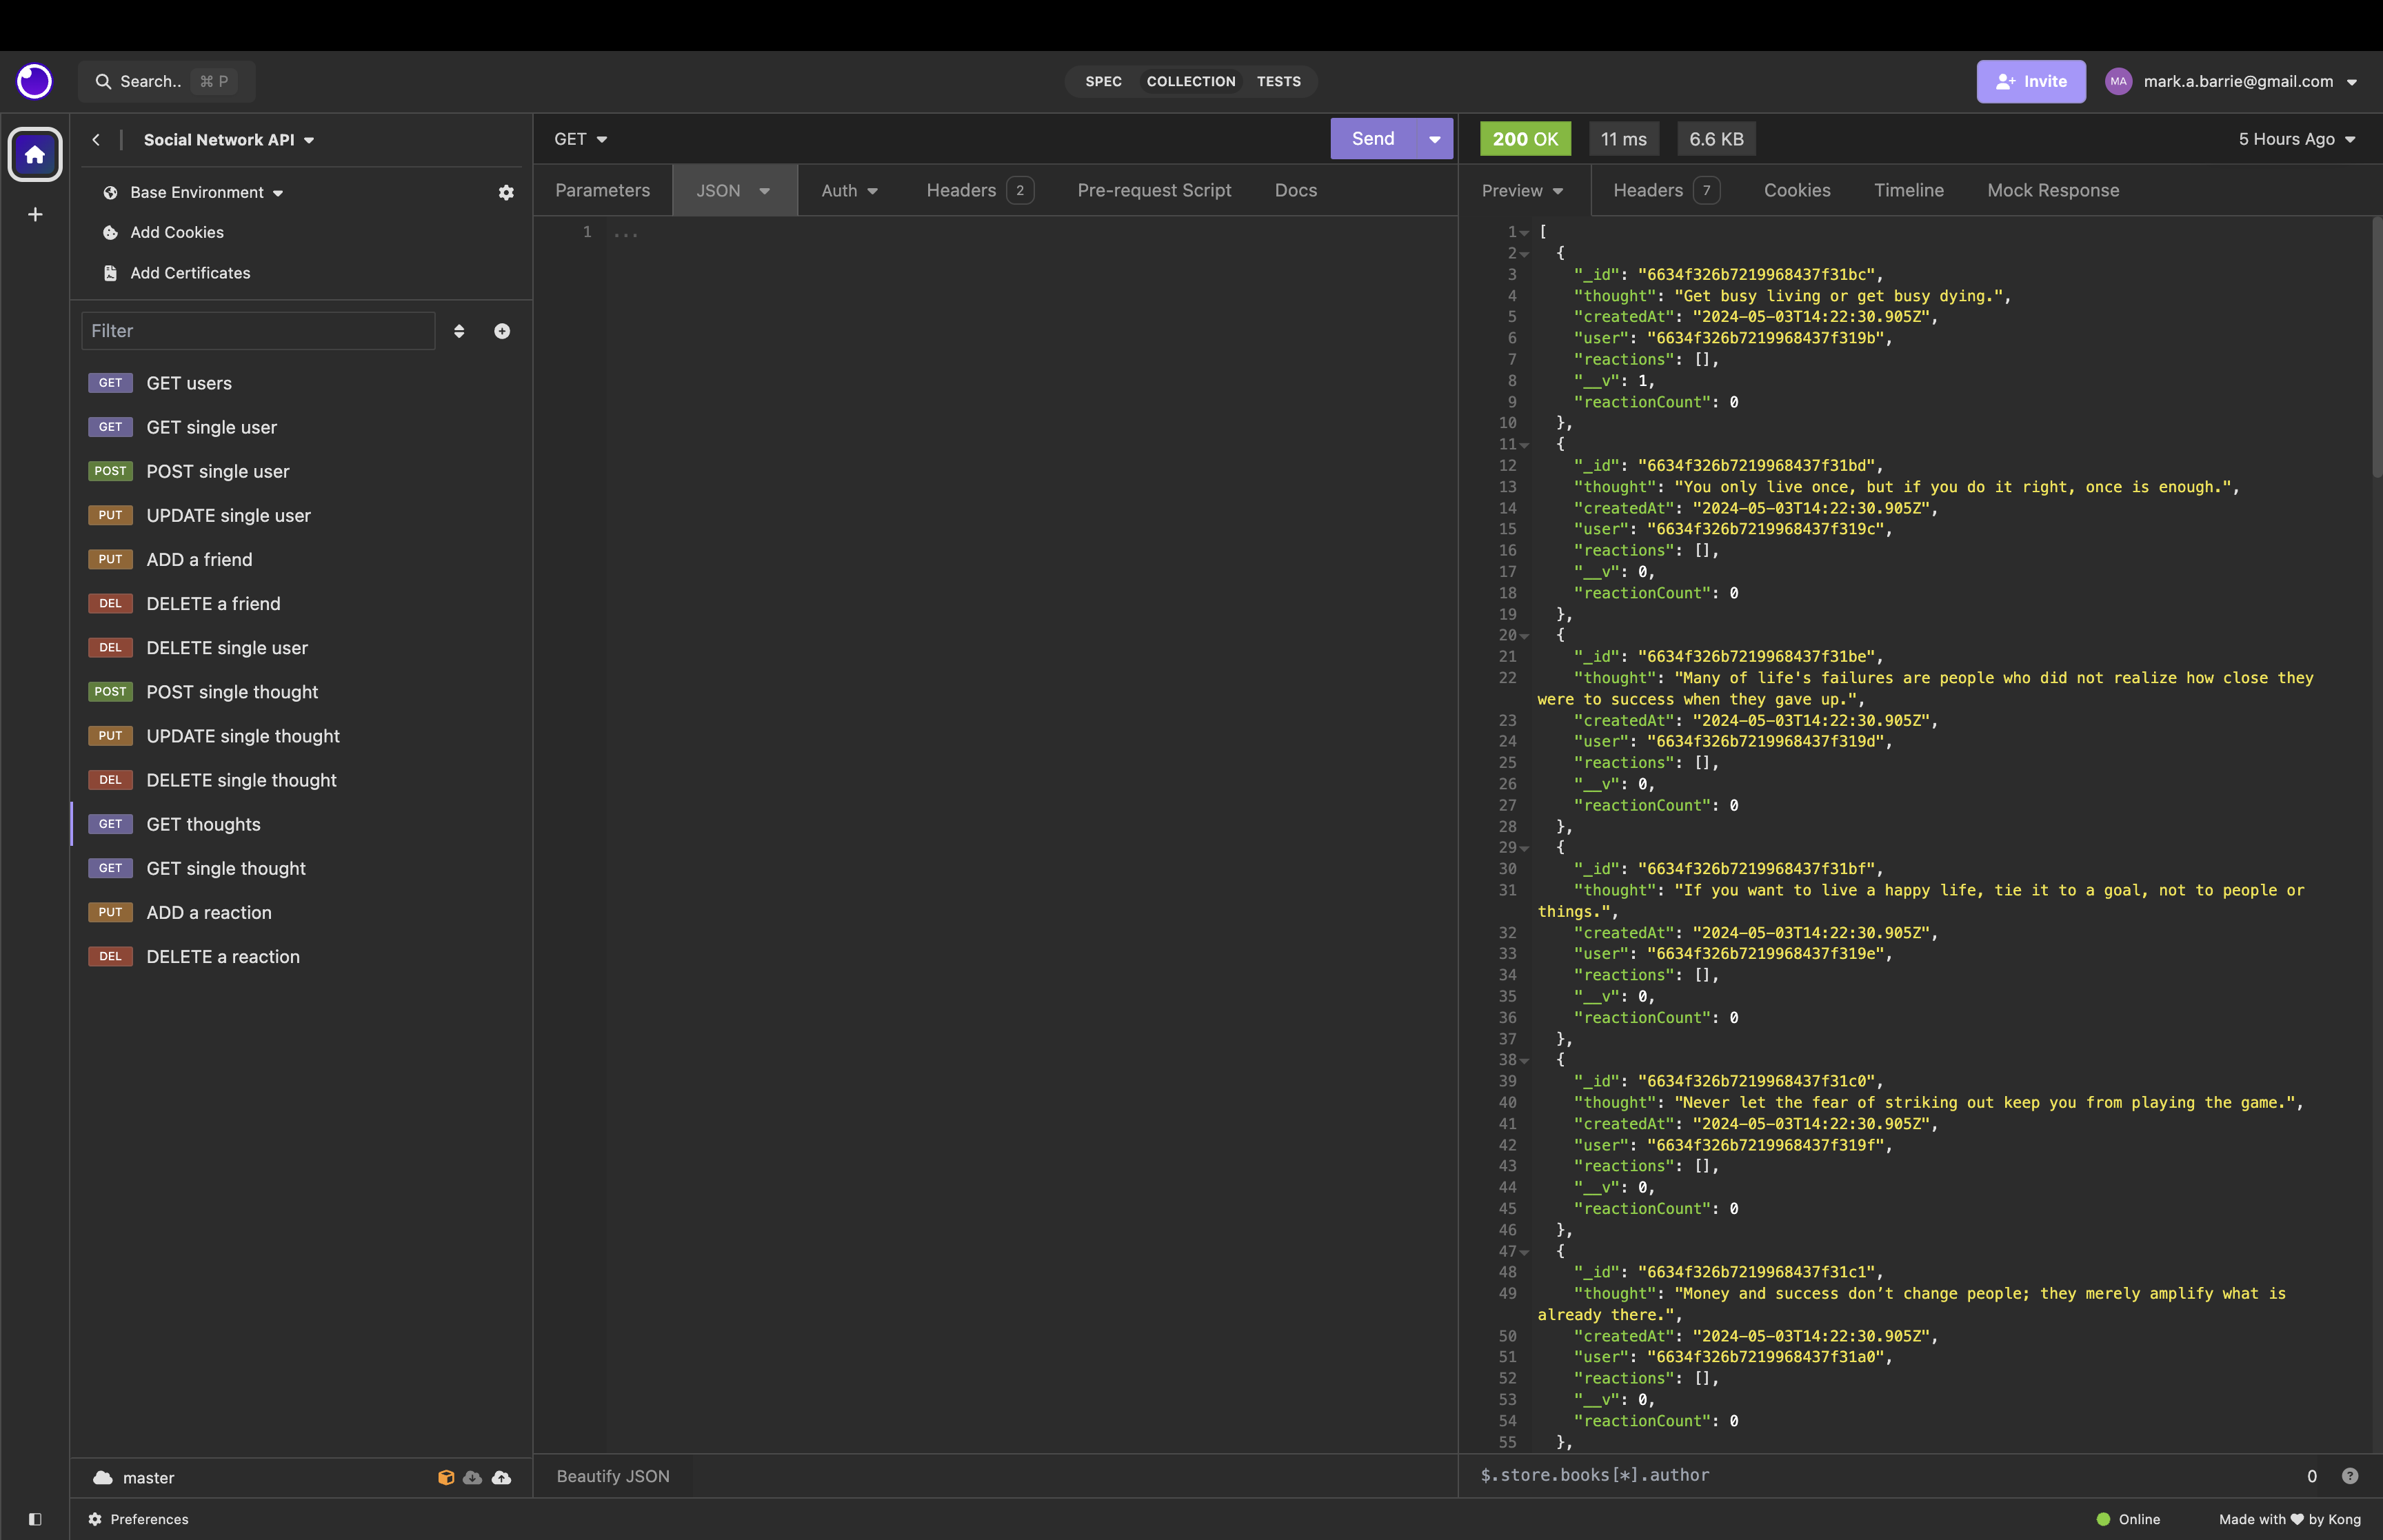 Search.. ⌘ P
SPEC COLLECTION TESTS
Invite
MA mark.a.barrie@gmail.com
Social Network API
Base Environment
Add Cookies
Add Certificates
Filter
GET GET users
GET GET single user
POST POST single user
PUT UPDATE single user
PUT ADD a friend
DEL DELETE a friend
DEL DELETE single user
POST POST single thought
PUT UPDATE single thought
DEL DELETE single thought
GET GET thoughts
GET GET single thought
PUT ADD a reaction
DEL DELETE a reaction
master
Preferences
GET Send
Parameters JSON Auth Headers 2 Pre-request Script Docs
1 ...
Beautify JSON
200 OK 11 ms 6.6 KB 5 Hours Ago
Preview Headers 7 Cookies Timeline Mock Response
1 [
2 {
3 "_id": "6634f326b7219968437f31bc",
4 "thought": "Get busy living or get busy dying.",
5 "createdAt": "2024-05-03T14:22:30.905Z",
6 "user": "6634f326b7219968437f319b",
7 "reactions": [],
8 "__v": 1,
9 "reactionCount": 0
10 },
11 {
12 "_id": "6634f326b7219968437f31bd",
13 "thought": "You only live once, but if you do it right, once is enough.",
14 "createdAt": "2024-05-03T14:22:30.905Z",
15 "user": "6634f326b7219968437f319c",
16 "reactions": [],
17 "__v": 0,
18 "reactionCount": 0
19 },
20 {
21 "_id": "6634f326b7219968437f31be",
22 "thought": "Many of life's failures are people who did not realize how close they
were to success when they gave up.",
23 "createdAt": "2024-05-03T14:22:30.905Z",
24 "user": "6634f326b7219968437f319d",
25 "reactions": [],
26 "__v": 0,
27 "reactionCount": 0
28 },
29 {
30 "_id": "6634f326b7219968437f31bf",
31 "thought": "If you want to live a happy life, tie it to a goal, not to people or
things.",
32 "createdAt": "2024-05-03T14:22:30.905Z",
33 "user": "6634f326b7219968437f319e",
34 "reactions": [],
35 "__v": 0,
36 "reactionCount": 0
37 },
38 {
39 "_id": "6634f326b7219968437f31c0",
40 "thought": "Never let the fear of striking out keep you from playing the game.",
41 "createdAt": "2024-05-03T14:22:30.905Z",
42 "user": "6634f326b7219968437f319f",
43 "reactions": [],
44 "__v": 0,
45 "reactionCount": 0
46 },
47 {
48 "_id": "6634f326b7219968437f31c1",
49 "thought": "Money and success don’t change people; they merely amplify what is
already there.",
50 "createdAt": "2024-05-03T14:22:30.905Z",
51 "user": "6634f326b7219968437f31a0",
52 "reactions": [],
53 "__v": 0,
54 "reactionCount": 0
55 },
$.store.books[*].author 0 ?
Online Made with ♥ by Kong